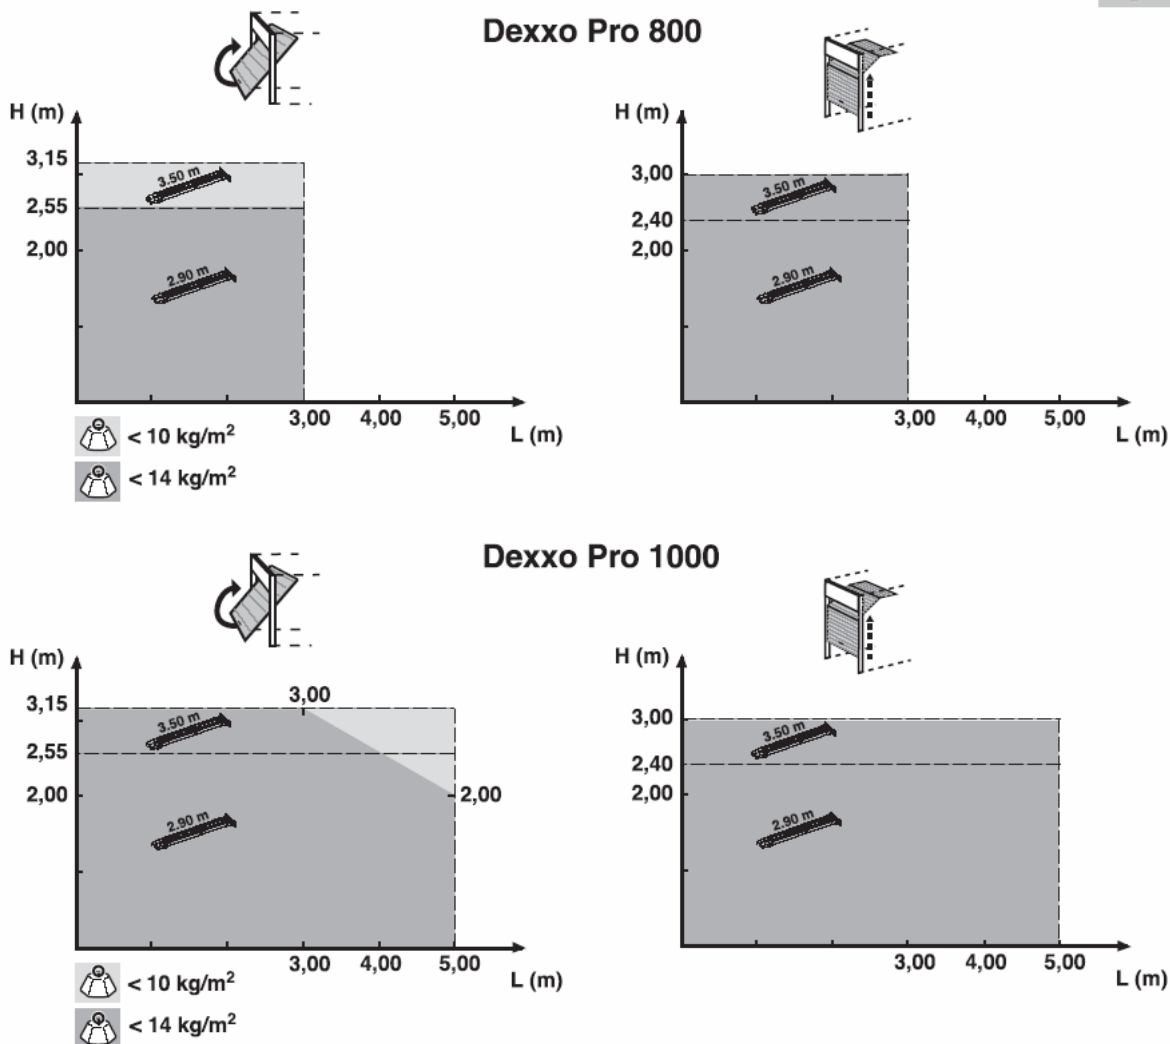 Dexxo Pro 800
H (m)
3,15
2,55
2,00
3.50 m
2.90 m
3,00 4,00 5,00
L (m)
< 10 kg/m²
< 14 kg/m²
H (m)
3,00
2,40
2,00
3.50 m
2.90 m
3,00 4,00 5,00
L (m)
Dexxo Pro 1000
H (m)
3,15
2,55
2,00
3,00
2,00
3.50 m
2.90 m
3,00 4,00 5,00
L (m)
< 10 kg/m²
< 14 kg/m²
H (m)
3,00
2,40
2,00
3.50 m
2.90 m
3,00 4,00 5,00
L (m)